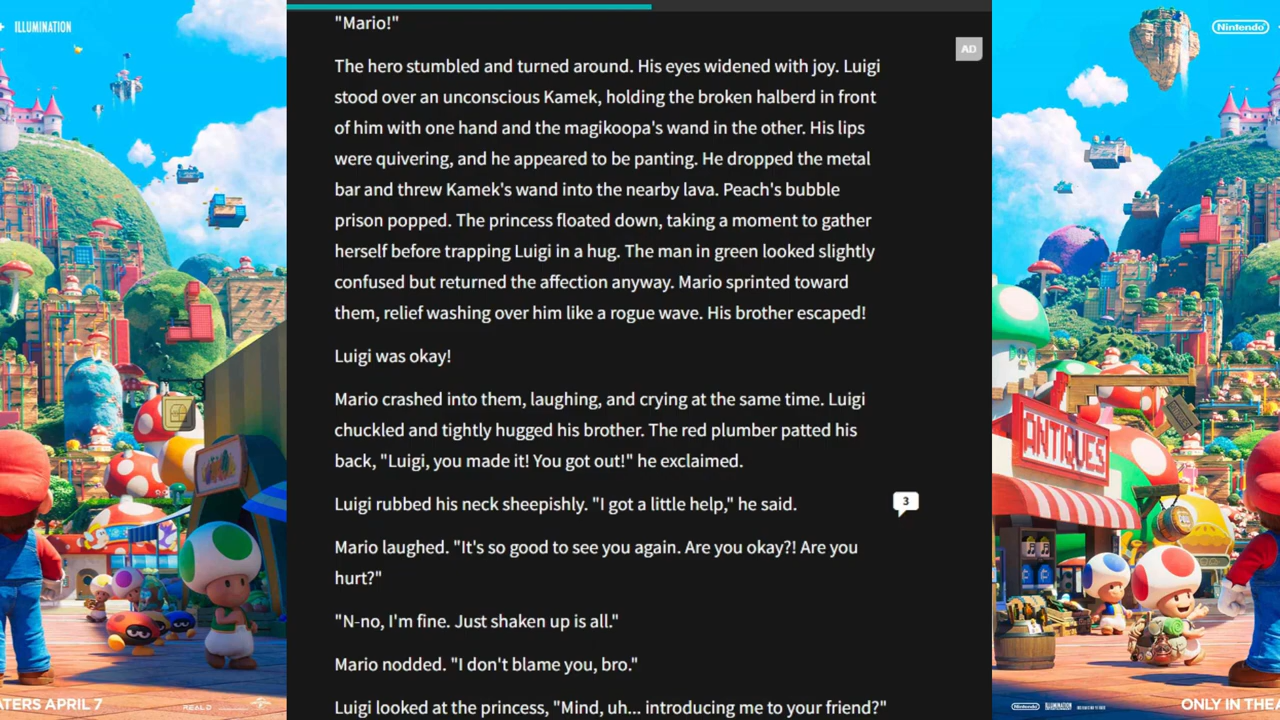 ILLUMINATION
Nintendo
AD
"Mario!"
The hero stumbled and turned around. His eyes widened with joy. Luigi
stood over an unconscious Kamek, holding the broken halberd in front
of him with one hand and the magikoopa's wand in the other. His lips
were quivering, and he appeared to be panting. He dropped the metal
bar and threw Kamek's wand into the nearby lava. Peach's bubble
prison popped. The princess floated down, taking a moment to gather
herself before trapping Luigi in a hug. The man in green looked slightly
confused but returned the affection anyway. Mario sprinted toward
them, relief washing over him like a rogue wave. His brother escaped!
Luigi was okay!
Mario crashed into them, laughing, and crying at the same time. Luigi
chuckled and tightly hugged his brother. The red plumber patted his
back, "Luigi, you made it! You got out!" he exclaimed.
Luigi rubbed his neck sheepishly. "I got a little help," he said.
3
Mario laughed. "It's so good to see you again. Are you okay?! Are you
hurt?"
"N-no, I'm fine. Just shaken up is all."
Mario nodded. "I don't blame you, bro."
Luigi looked at the princess, "Mind, uh... introducing me to your friend?"
ANTIQUES
ATERS APRIL 7
REAL D
Nintendo
ILLUMINATION
ONLY IN THEA